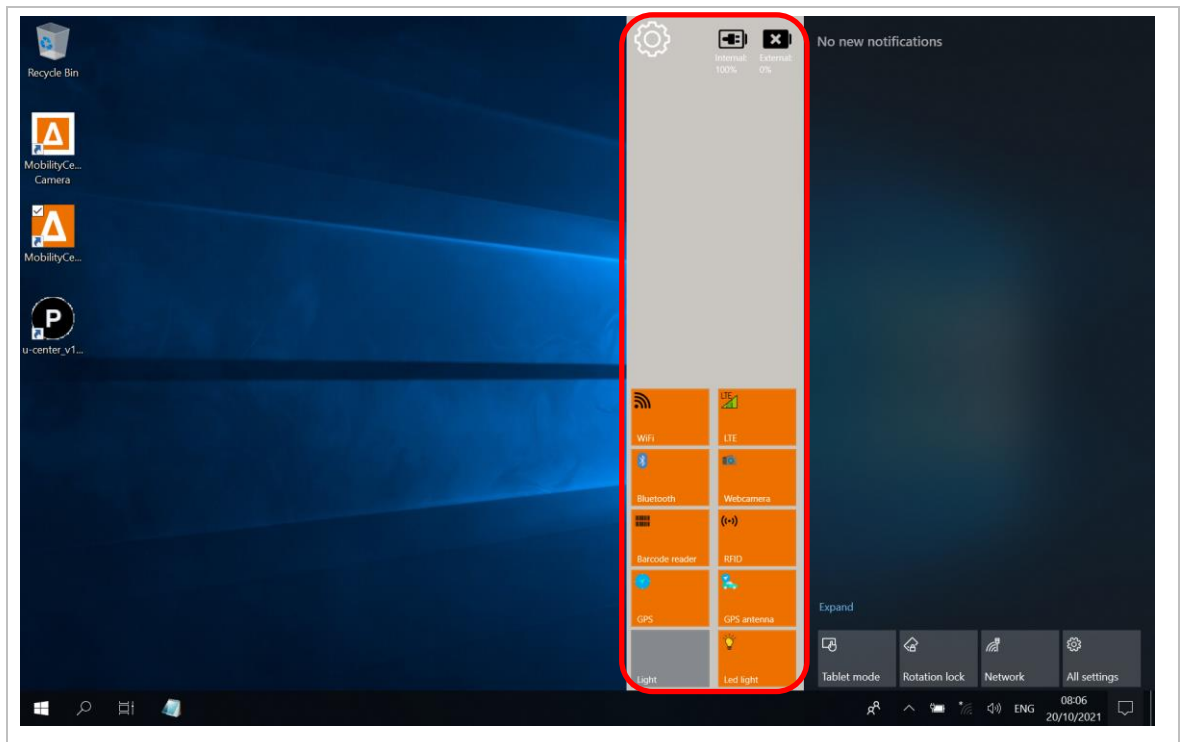 Recycle Bin
MobilityCe...
Camera
MobilityCe...
P
u-center_v1...
Internal:
100%
External:
0%
WiFi
LTE
LTE
Bluetooth
Webcamera
Barcode reader
RFID
GPS
GPS antenna
Light
Led light
No new notifications
Expand
Tablet mode
Rotation lock
Network
All settings
ENG
08:06
20/10/2021